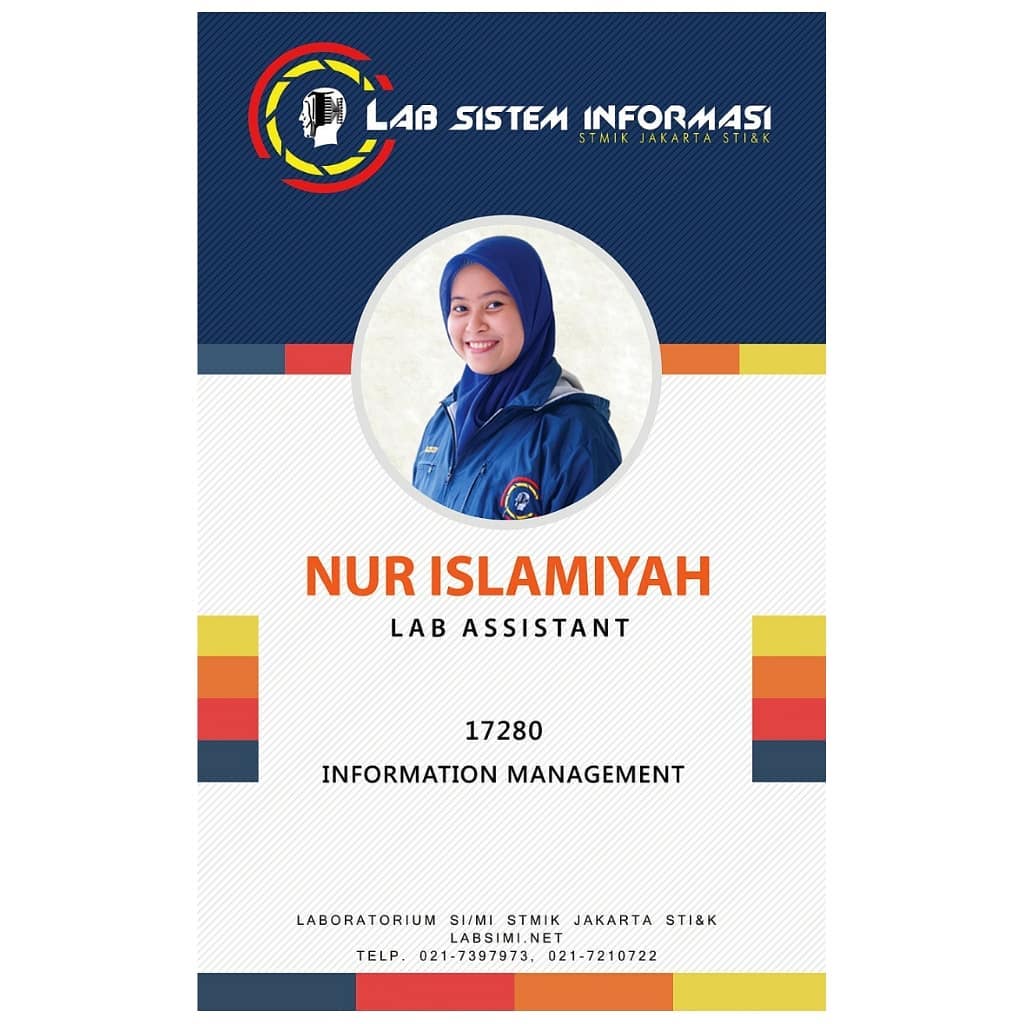 LAB SISTEM INFORMASI
STMIK JAKARTA STI&K
NUR ISLAMIYAH
LAB ASSISTANT
17280
INFORMATION MANAGEMENT
LABORATORIUM SI/MI STMIK JAKARTA STI&K
LABSIMI.NET
TELP. 021-7397973, 021-7210722